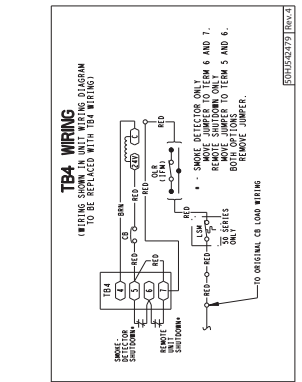 TB4 WIRING
(WIRING SHOWN IN UNIT WIRING DIAGRAM
TO BE REPLACED WITH TB4 WIRING)
TB4
4
5
6
7
BRN
CB
RED
RED
24V
C
RED
RED
RED
OLR
(IFM)
RED
RED
RED
LSM
50 SERIES
ONLY
RED
TO ORIGINAL CB LOAD WIRING
SMOKE-
DETECTOR
SHUTDOWN*
REMOTE
UNIT
SHUTDOWN*
* - SMOKE DETECTOR ONLY
MOVE JUMPER TO TERM 6 AND 7.
REMOTE SHUTDOWN ONLY
MOVE JUMPER TO TERM 5 AND 6.
BOTH OPTIONS
REMOVE JUMPER.
50HJ542479 Rev.4